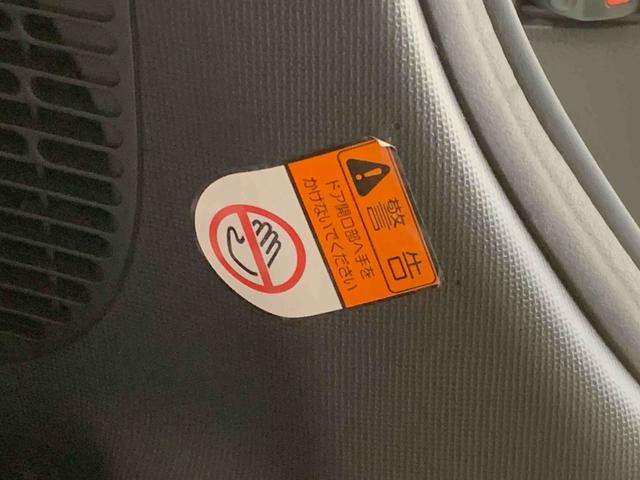 警告
ドア開口部へ手を
かけないでください